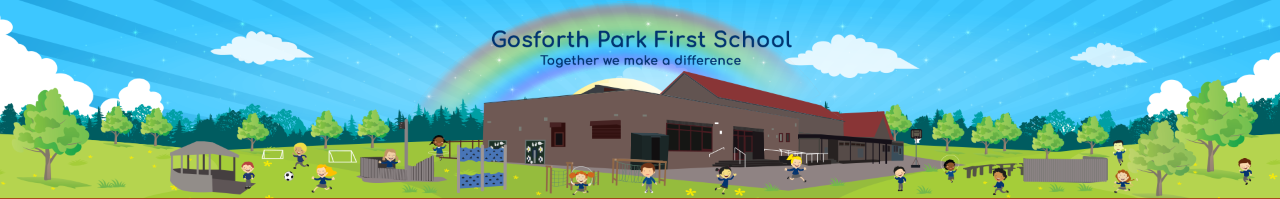 Gosforth Park First School
Together we make a difference